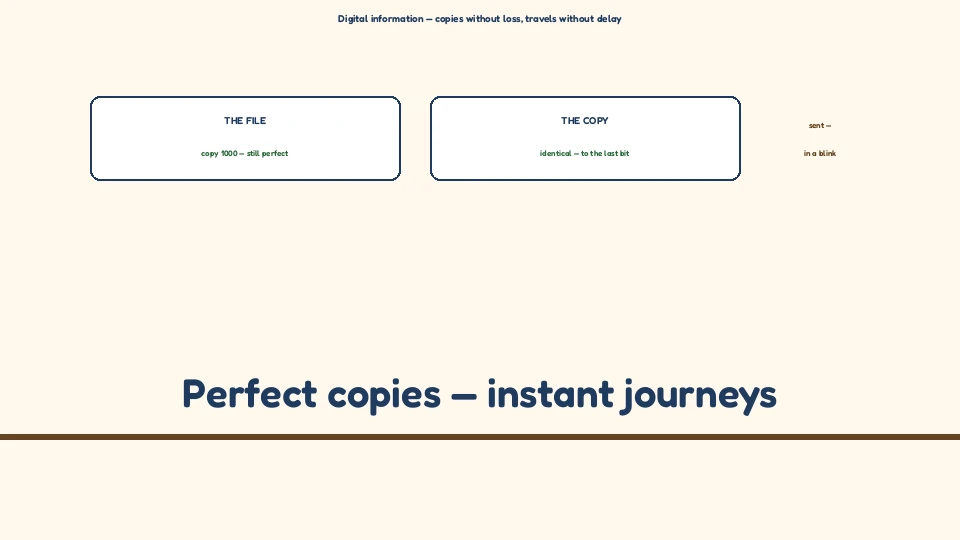 Digital information — copies without loss, travels without delay
THE FILE
copy 1000 — still perfect
THE COPY
identical — to the last bit
sent —
in a blink
Perfect copies — instant journeys